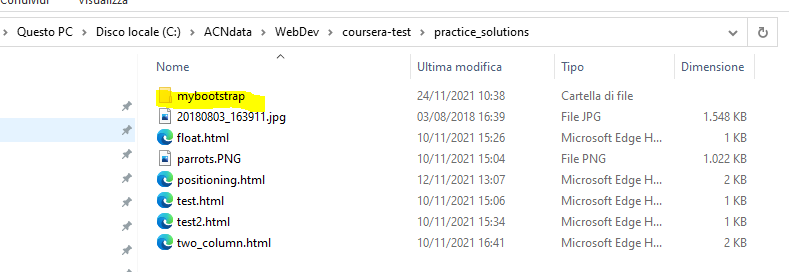 Condividi Visualizza
Questo PC > Disco locale (C:) > ACNdata > WebDev > coursera-test > practice_solutions
Nome Ultima modifica Tipo Dimensione
mybootstrap 24/11/2021 10:38 Cartella di file
20180803_163911.jpg 03/08/2018 16:39 File JPG 1.548 KB
float.html 10/11/2021 15:26 Microsoft Edge H... 1 KB
parrots.PNG 10/11/2021 15:04 File PNG 1.022 KB
positioning.html 12/11/2021 13:07 Microsoft Edge H... 2 KB
test.html 10/11/2021 15:06 Microsoft Edge H... 1 KB
test2.html 10/11/2021 15:34 Microsoft Edge H... 1 KB
two_column.html 10/11/2021 16:41 Microsoft Edge H... 2 KB